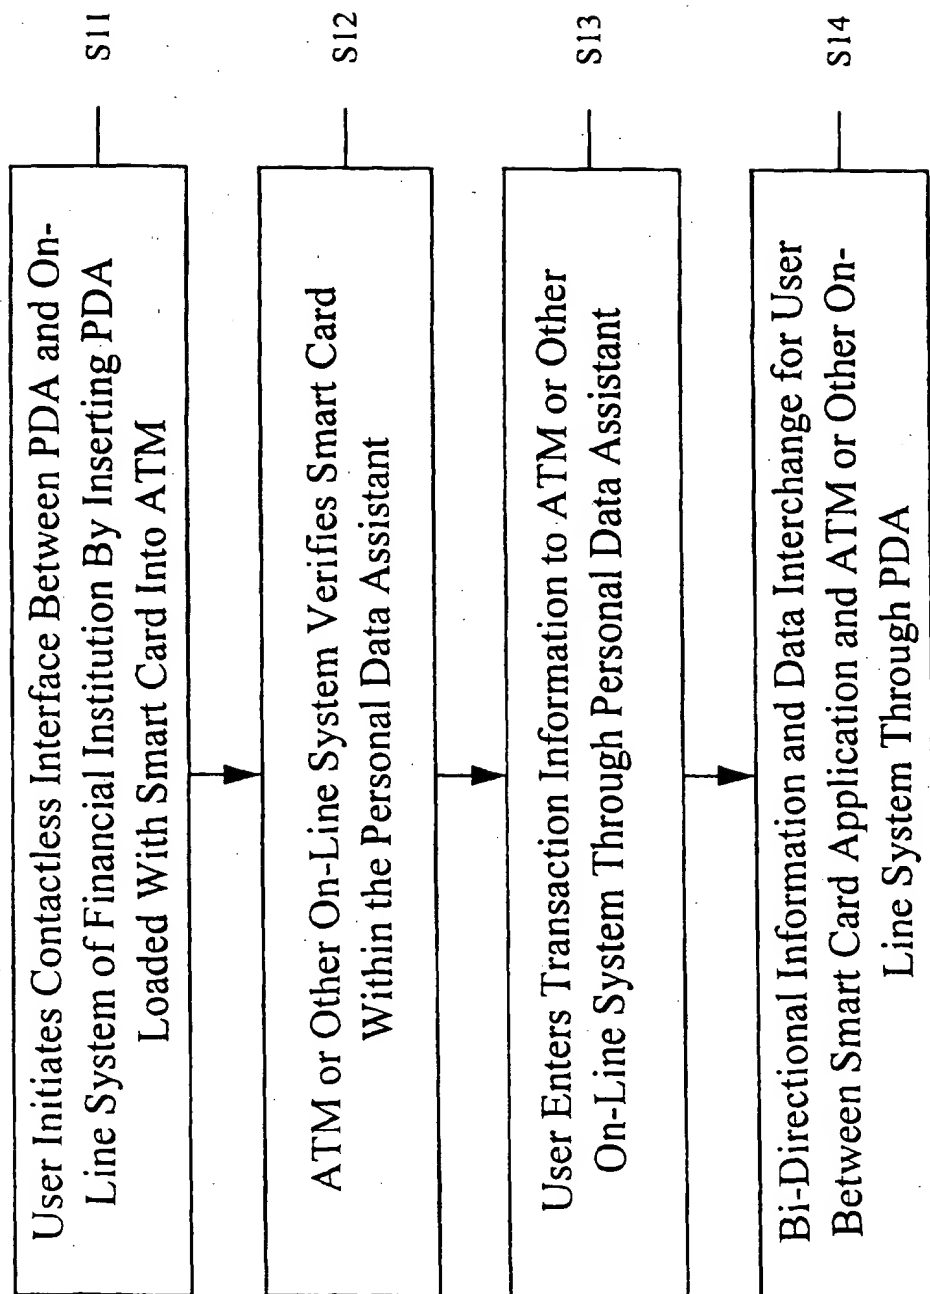 User Initiates Contactless Interface Between PDA and On-
Line System of Financial Institution By Inserting PDA
Loaded With Smart Card Into ATM
S11
ATM or Other On-Line System Verifies Smart Card
Within the Personal Data Assistant
S12
User Enters Transaction Information to ATM or Other
On-Line System Through Personal Data Assistant
S13
Bi-Directional Information and Data Interchange for User
Between Smart Card Application and ATM or Other On-
Line System Through PDA
S14